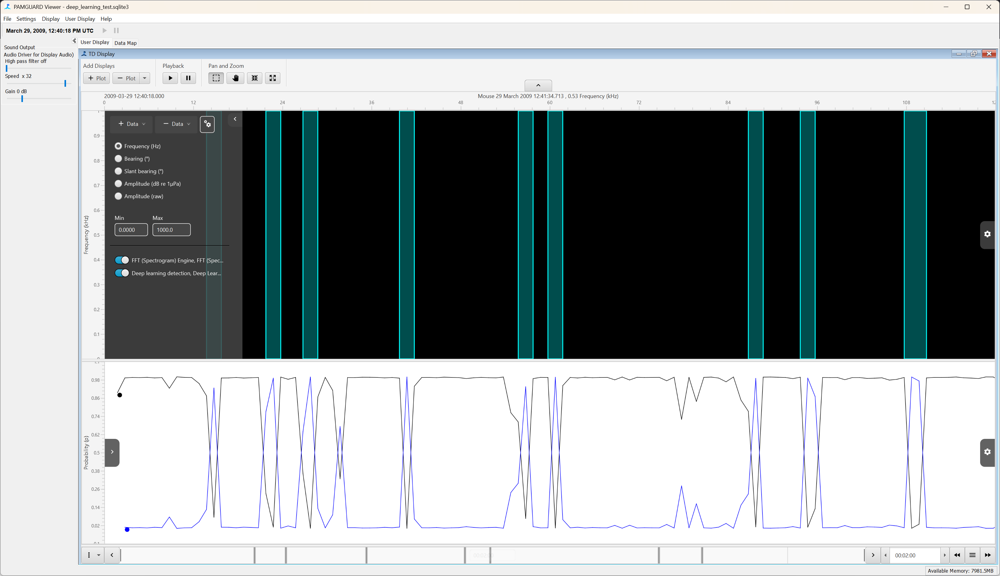 PAMGUARD Viewer - deep_learning_test.sqlite3
File Settings Display User Display Help
March 29, 2009, 12:40:18 PM UTC
User Display Data Map
Sound Output
Audio Driver for Display Audio)
High pass filter off
Speed x 32
Gain 0 dB
TD Display
Add Displays Playback Pan and Zoom
+ Plot − Plot
2009-03-29 12:40:18.000 Mouse 29 March 2009 12:41:34.713 , 0.53 Frequency (kHz)
0 12 24 36 48 60 72 84 96 108
+ Data − Data
Frequency (Hz)
Bearing (°)
Slant bearing (°)
Amplitude (dB re 1µPa)
Amplitude (raw)
Min Max
0.0000 1000.0
FFT (Spectrogram) Engine, FFT (Spec...
Deep learning detection, Deep Lear...
Frequency (kHz)
0.9
0.8
0.7
0.6
0.5
0.4
0.3
0.2
0.1
Probability (p)
0.98
0.86
0.74
0.62
0.5
0.38
0.26
0.14
0.02
00:02:00
Available Memory: 7981.5MB